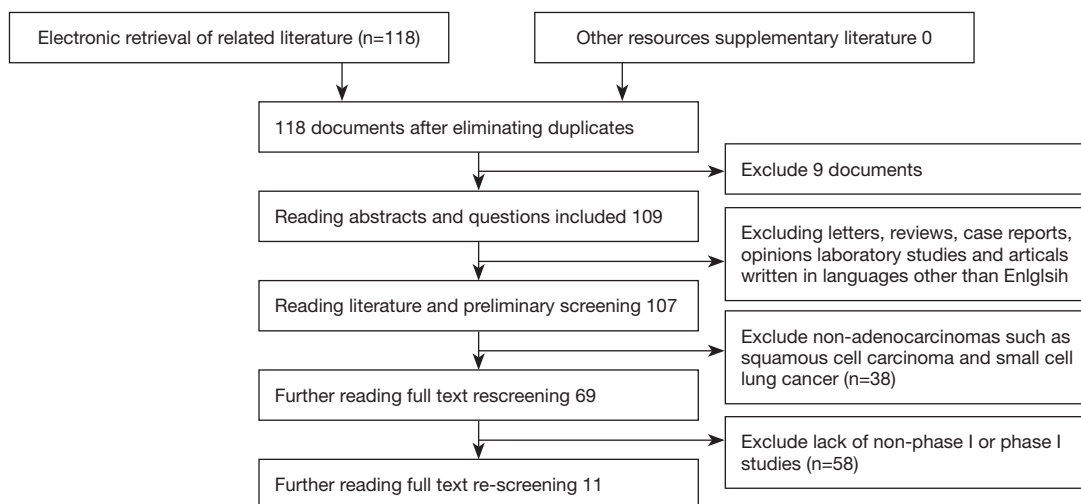 Electronic retrieval of related literature (n=118)
Other resources supplementary literature 0
118 documents after eliminating duplicates
Exclude 9 documents
Reading abstracts and questions included 109
Excluding letters, reviews, case reports,
opinions laboratory studies and articals
written in languages other than Enlglsih
Reading literature and preliminary screening 107
Exclude non-adenocarcinomas such as
squamous cell carcinoma and small cell
lung cancer (n=38)
Further reading full text rescreening 69
Exclude lack of non-phase I or phase I
studies (n=58)
Further reading full text re-screening 11